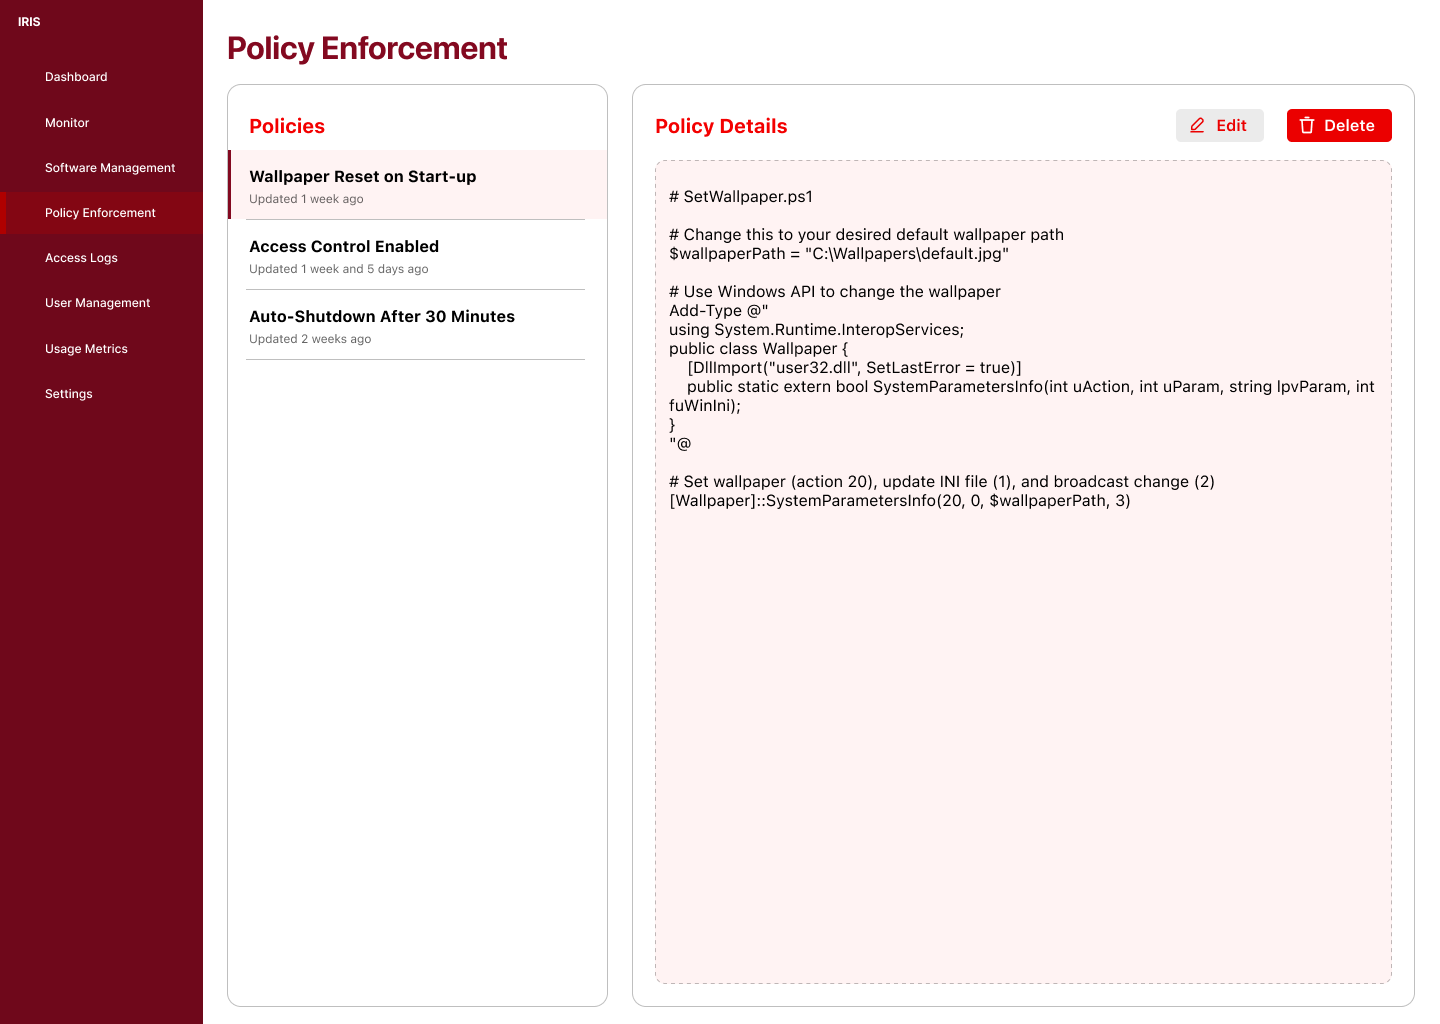 IRIS
Dashboard
Monitor
Software Management
Policy Enforcement
Access Logs
User Management
Usage Metrics
Settings
Policy Enforcement
Policies
Wallpaper Reset on Start-up
Updated 1 week ago
Access Control Enabled
Updated 1 week and 5 days ago
Auto-Shutdown After 30 Minutes
Updated 2 weeks ago
Policy Details
Edit
Delete
# SetWallpaper.ps1
# Change this to your desired default wallpaper path
$wallpaperPath = "C:\Wallpapers\default.jpg"
# Use Windows API to change the wallpaper
Add-Type @"
using System.Runtime.InteropServices;
public class Wallpaper {
    [DllImport("user32.dll", SetLastError = true)]
    public static extern bool SystemParametersInfo(int uAction, int uParam, string lpvParam, int
fuWinIni);
}
"@
# Set wallpaper (action 20), update INI file (1), and broadcast change (2)
[Wallpaper]::SystemParametersInfo(20, 0, $wallpaperPath, 3)